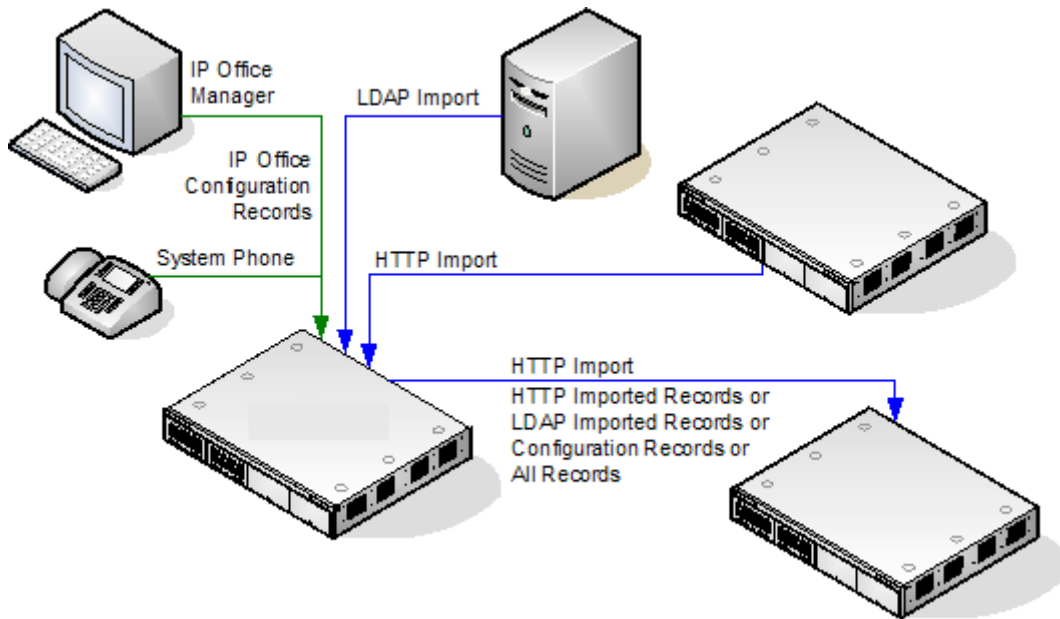 IP Office
Manager
LDAP Import
IP Office
Configuration
Records
System Phone
HTTP Import
HTTP Import
HTTP Imported Records or
LDAP Imported Records or
Configuration Records or
All Records